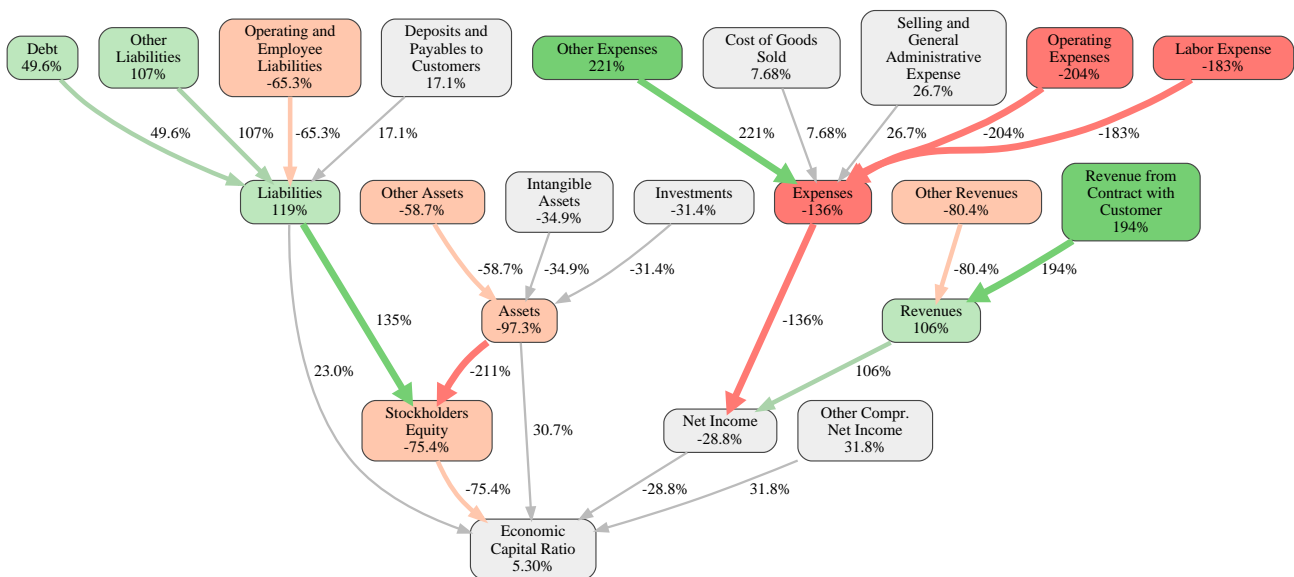 Debt
49.6%
Other
Liabilities
107%
Operating and
Employee
Liabilities
-65.3%
Deposits and
Payables to
Customers
17.1%
Other Expenses
221%
Cost of Goods
Sold
7.68%
Selling and
General
Administrative
Expense
26.7%
Operating
Expenses
-204%
Labor Expense
-183%
49.6%
107%
-65.3%
17.1%
221%
7.68%
26.7%
-204%
-183%
Liabilities
119%
Other Assets
-58.7%
Intangible
Assets
-34.9%
Investments
-31.4%
Expenses
-136%
Other Revenues
-80.4%
Revenue from
Contract with
Customer
194%
-58.7%
-34.9%
-31.4%
-80.4%
194%
135%
Assets
-97.3%
-136%
Revenues
106%
23.0%
-211%
106%
Stockholders
Equity
-75.4%
30.7%
Net Income
-28.8%
Other Compr.
Net Income
31.8%
-75.4%
-28.8%
31.8%
Economic
Capital Ratio
5.30%